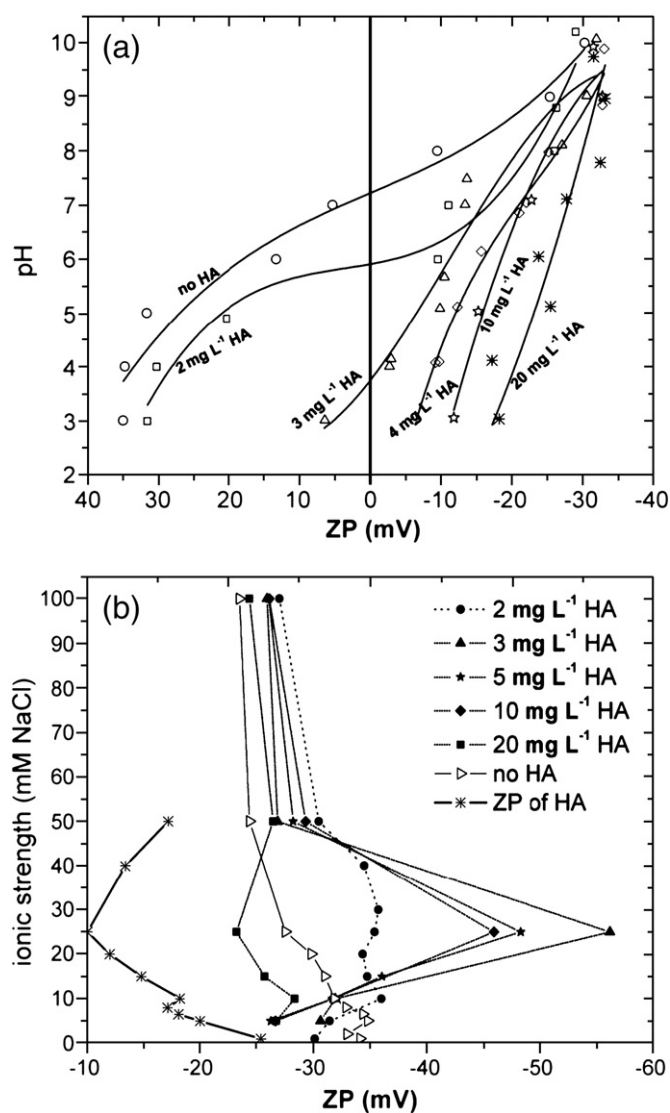 (a)
10
9
8
7
6
5
4
3
2
pH
no HA
2 mg L⁻¹ HA
3 mg L⁻¹ HA
4 mg L⁻¹ HA
10 mg L⁻¹ HA
20 mg L⁻¹ HA
40 30 20 10 0 -10 -20 -30 -40
ZP (mV)
(b)
100
90
80
70
60
50
40
30
20
10
0
ionic strength (mM NaCl)
2 mg L⁻¹ HA
3 mg L⁻¹ HA
5 mg L⁻¹ HA
10 mg L⁻¹ HA
20 mg L⁻¹ HA
no HA
ZP of HA
-10 -20 -30 -40 -50 -60
ZP (mV)